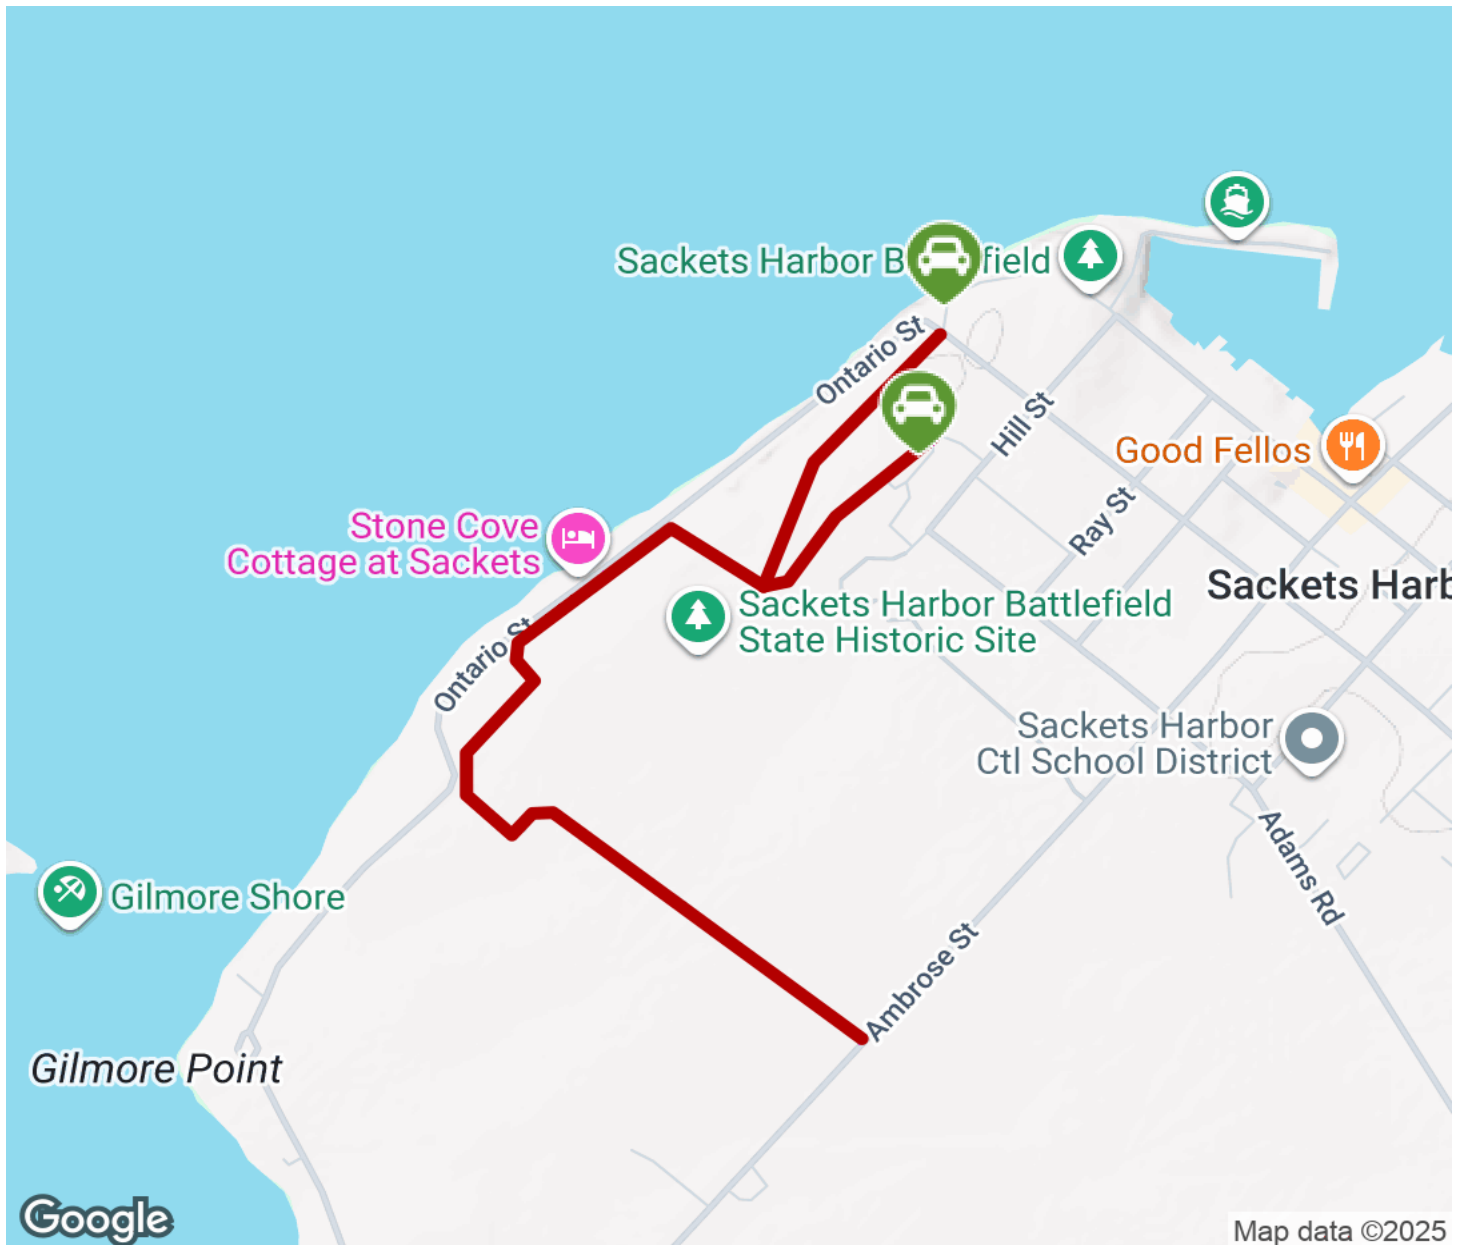 Sackets Harbor B field
Ontario St
Hill St
Good Fellos
Ray St
Stone Cove
Cottage at Sackets
Sackets Harb
Sackets Harbor Battlefield
State Historic Site
Ontario St
Sackets Harbor
Ctl School District
Adams Rd
Gilmore Shore
Ambrose St
Gilmore Point
Google
Map data ©2025